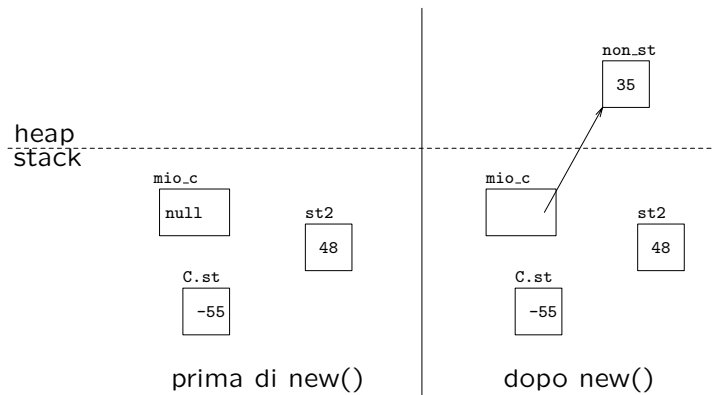 heap
stack
mio_c
null
st2
48
C.st
-55
prima di new()
non_st
35
mio_c
st2
48
C.st
-55
dopo new()